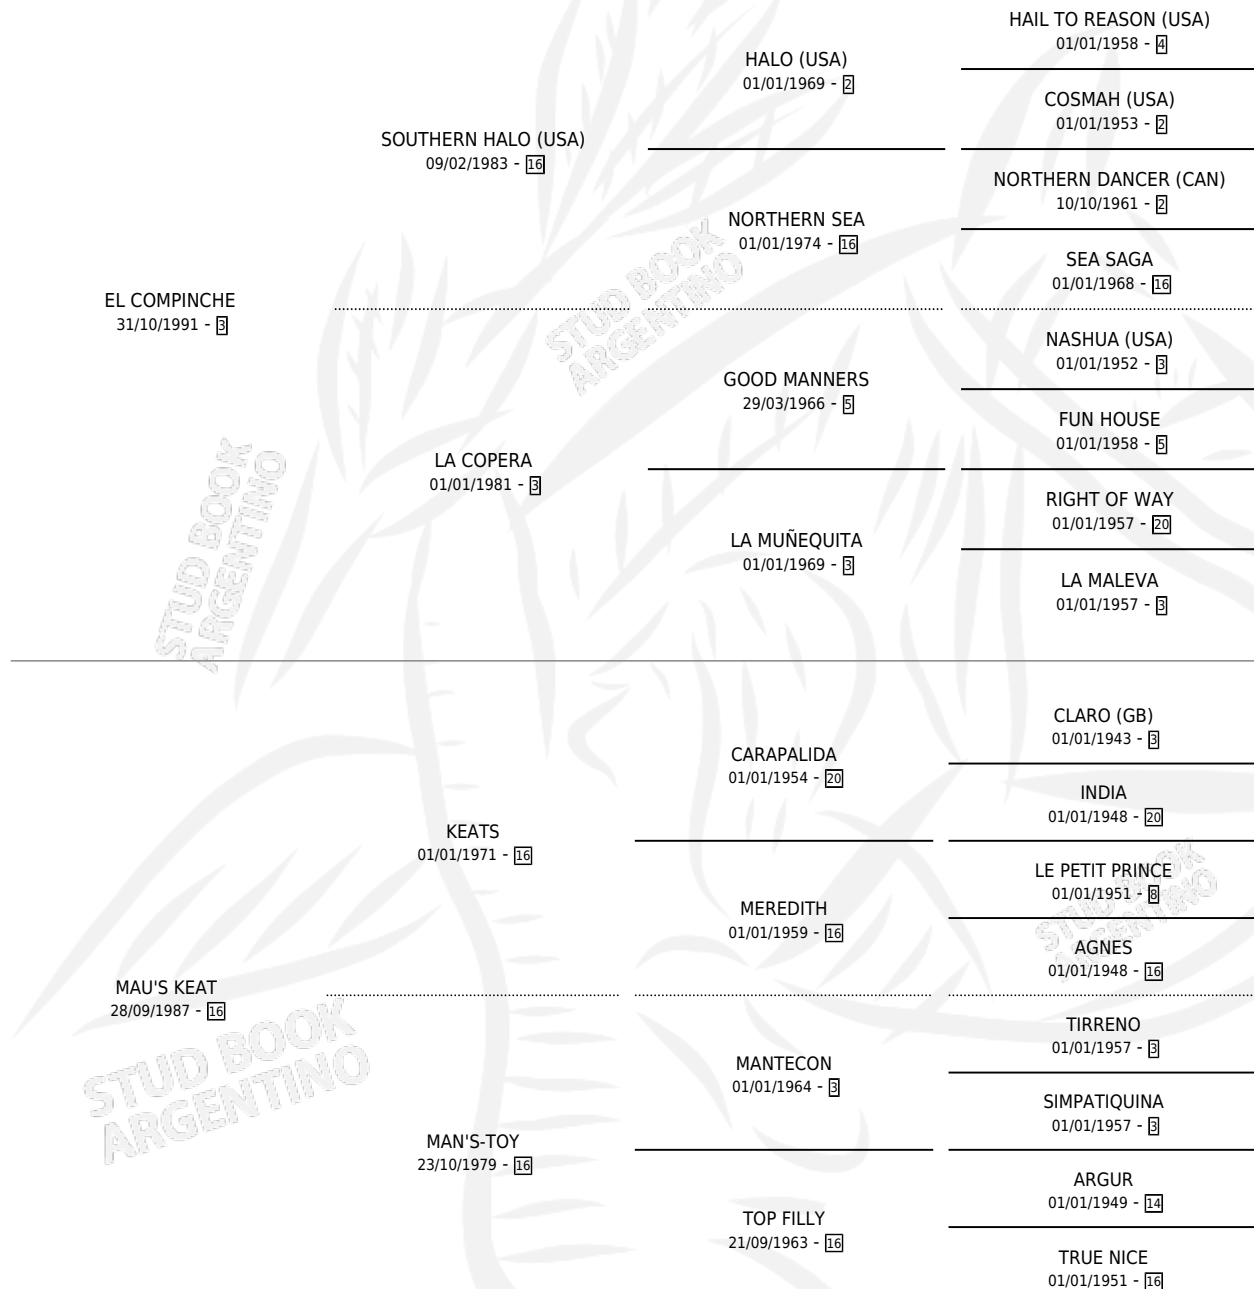 HAIL TO REASON (USA)
01/01/1958 - 4
HALO (USA)
01/01/1969 - 2
COSMAH (USA)
01/01/1953 - 2
SOUTHERN HALO (USA)
09/02/1983 - 16
NORTHERN DANCER (CAN)
10/10/1961 - 2
NORTHERN SEA
01/01/1974 - 16
SEA SAGA
01/01/1968 - 16
EL COMPINCHE
31/10/1991 - 3
NASHUA (USA)
01/01/1952 - 3
GOOD MANNERS
29/03/1966 - 5
FUN HOUSE
01/01/1958 - 5
LA COPERA
01/01/1981 - 3
RIGHT OF WAY
01/01/1957 - 20
LA MUÑEQUITA
01/01/1969 - 3
LA MALEVA
01/01/1957 - 3
CLARO (GB)
01/01/1943 - 3
CARAPALIDA
01/01/1954 - 20
INDIA
01/01/1948 - 20
KEATS
01/01/1971 - 16
LE PETIT PRINCE
01/01/1951 - 8
MEREDITH
01/01/1959 - 16
AGNES
01/01/1948 - 16
MAU'S KEAT
28/09/1987 - 16
TIRRENO
01/01/1957 - 3
MANTECON
01/01/1964 - 3
SIMPATIQUINA
01/01/1957 - 3
MAN'S-TOY
23/10/1979 - 16
ARGUR
01/01/1949 - 14
TOP FILLY
21/09/1963 - 16
TRUE NICE
01/01/1951 - 16
STUD BOOK
ARGENTINO
STUD BOOK
ARGENTINO
STUD BOOK
ARGENTINO
STUD BOOK
ARGENTINO